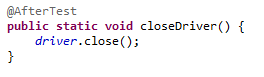 @AfterTest
public static void closeDriver() {
    driver.close();
}